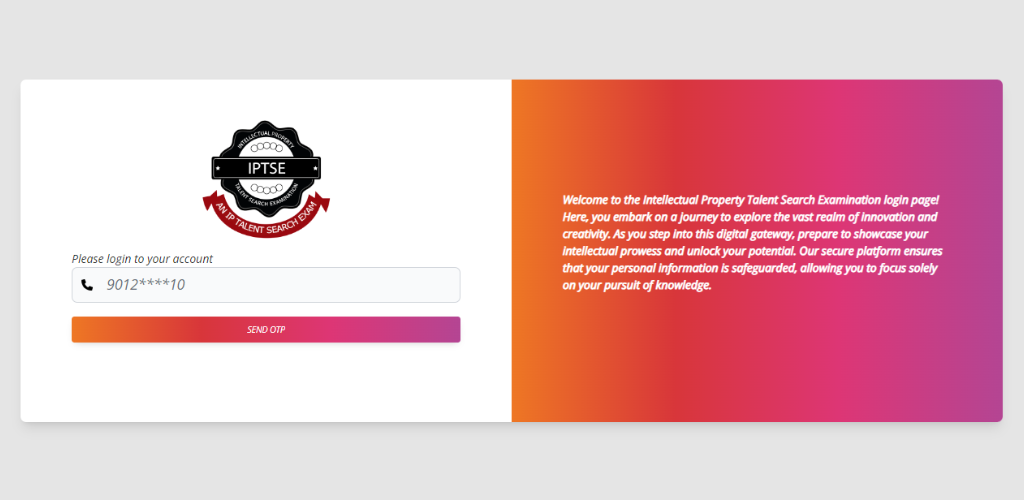 INTELLECTUAL PROPERTY
IPTSE
TALENT SEARCH EXAMINATION
AN IP TALENT SEARCH EXAM
Please login to your account
9012****10
SEND OTP
Welcome to the Intellectual Property Talent Search Examination login page!
Here, you embark on a journey to explore the vast realm of innovation and
creativity. As you step into this digital gateway, prepare to showcase your
intellectual prowess and unlock your potential. Our secure platform ensures
that your personal information is safeguarded, allowing you to focus solely
on your pursuit of knowledge.